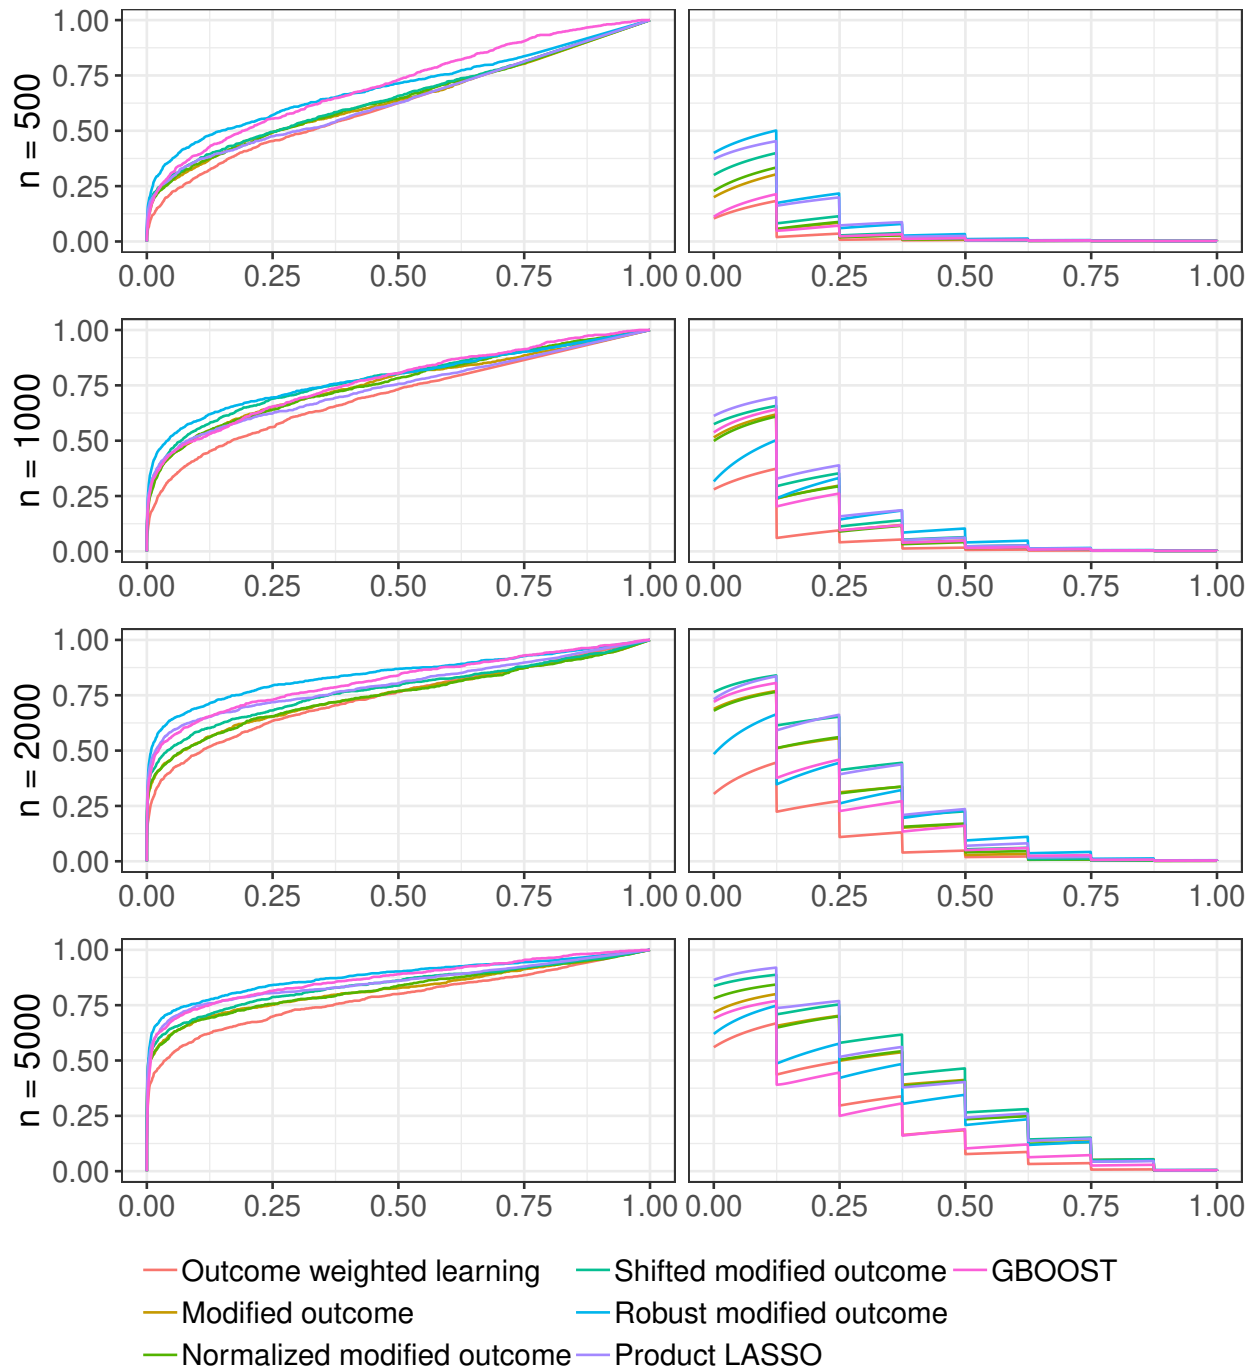 n = 500
1.00
0.75
0.50
0.25
0.00
0.00 0.25 0.50 0.75 1.00 0.00 0.25 0.50 0.75 1.00
n = 1000
1.00
0.75
0.50
0.25
0.00
0.00 0.25 0.50 0.75 1.00 0.00 0.25 0.50 0.75 1.00
n = 2000
1.00
0.75
0.50
0.25
0.00
0.00 0.25 0.50 0.75 1.00 0.00 0.25 0.50 0.75 1.00
n = 5000
1.00
0.75
0.50
0.25
0.00
0.00 0.25 0.50 0.75 1.00 0.00 0.25 0.50 0.75 1.00
Outcome weighted learning Shifted modified outcome GBOOST
Modified outcome Robust modified outcome
Normalized modified outcome Product LASSO